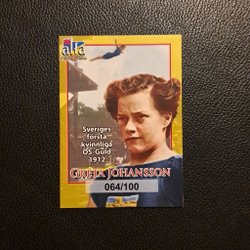 alfa
Sveriges
första
kvinnliga
OS-Guld
1912
GRETA JOHANSSON
064/100